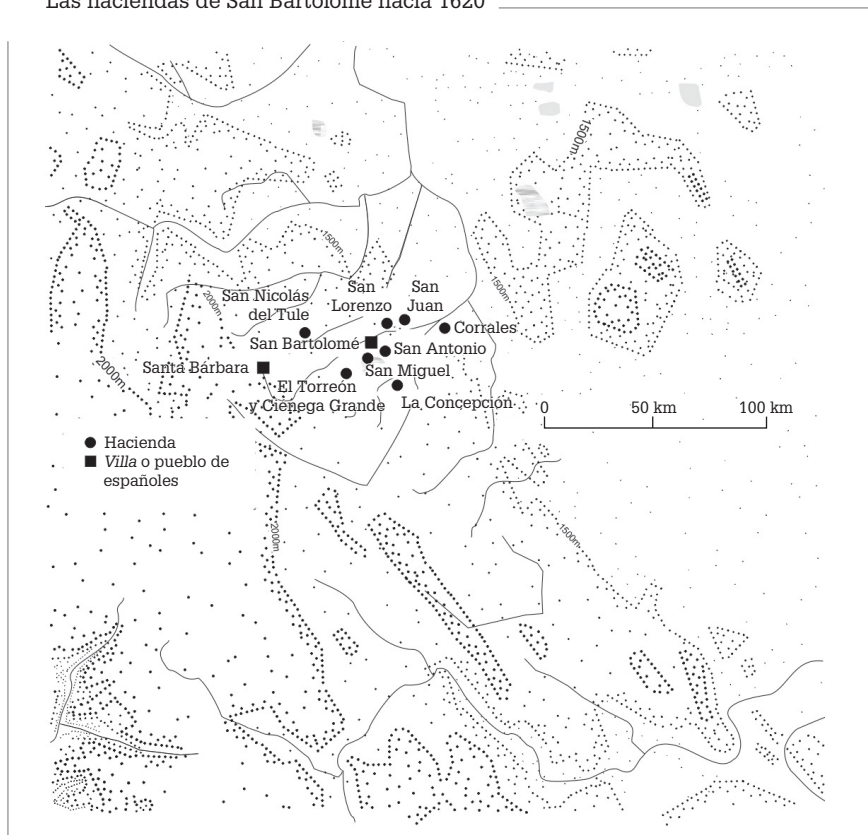 Las haciendas de San Bartolomé hacia 1620
1500m
1500m
1500m
2000m
2000m
San Nicolás
del Tule
San
Lorenzo
San
Juan
Corrales
San Bartolomé
San Antonio
Santa Bárbara
San Miguel
El Torreón
y Ciénega Grande
La Concepción
0 50 km 100 km
Hacienda
Villa o pueblo de
españoles
2000m
1500m